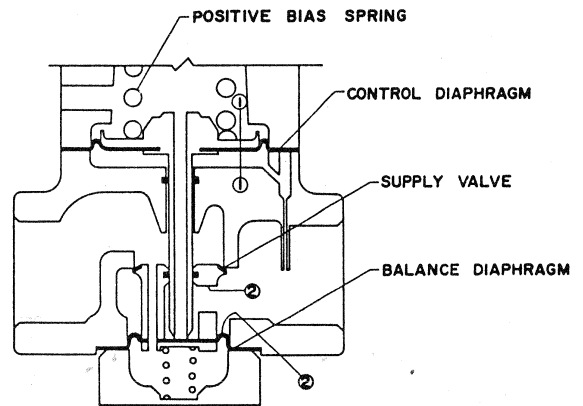 POSITIVE BIAS SPRING
CONTROL DIAPHRAGM
1
1
SUPPLY VALVE
BALANCE DIAPHRAGM
2
2